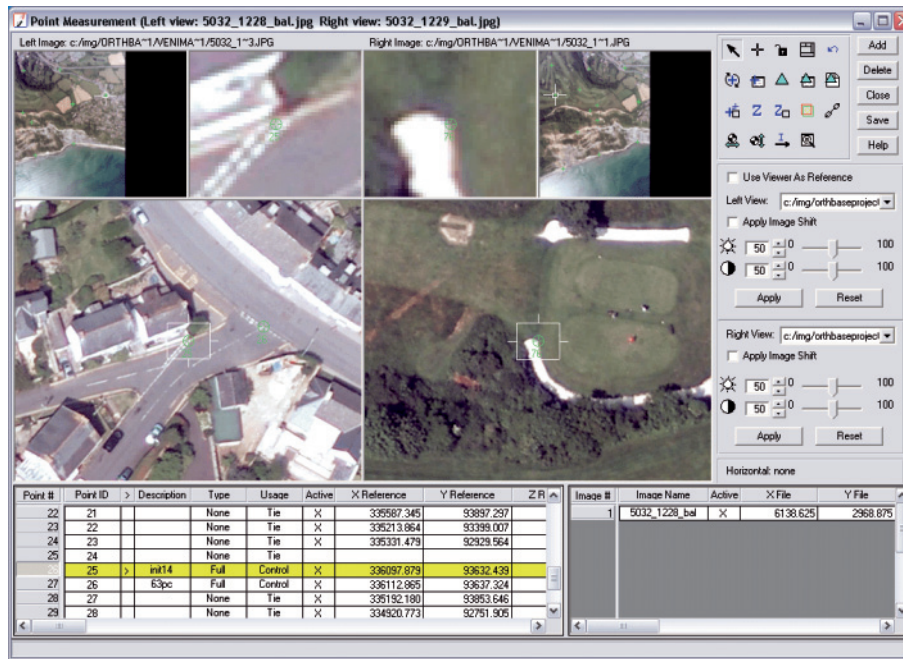 Point Measurement (Left view: 5032_1228_bal.jpg Right view: 5032_1229_bal.jpg)
Left Image: c:/img/ORTHBA~1/VENIMA~1/5032_1~3.JPG
Right Image: c:/img/ORTHBA~1/VENIMA~1/5032_1~1.JPG
Add
Delete
Close
Save
Help
Use Viewer As Reference
Left View: c:/img/orthbaseproject
Apply Image Shift
50 0 100
50 0 100
Apply Reset
Right View: c:/img/orthbaseproject
Apply Image Shift
50 0 100
50 0 100
Apply Reset
Horizontal: none
Point # Point ID > Description Type Usage Active X Reference Y Reference Z R
22 21 None Tie X 335587.345 93897.297
23 22 None Tie X 335213.864 93399.007
24 23 None Tie X 335331.479 92929.564
25 24 None Tie
25 > init14 Full Control X 336097.879 93632.439
27 26 63pc Full Control X 336112.865 93637.324
28 27 None Tie X 335192.180 93853.646
29 28 None Tie X 334920.773 92751.905
Image # Image Name Active X File Y File
1 5032_1228_bal X 6138.625 2968.875